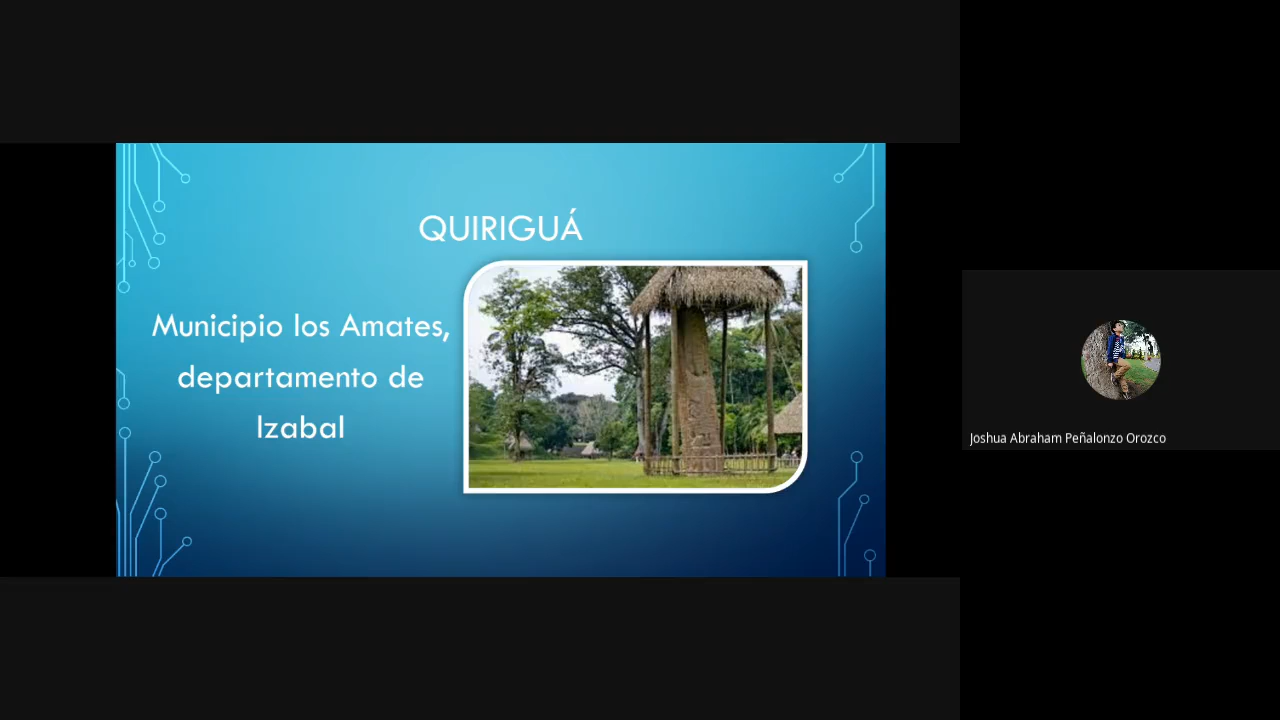 QUIRIGUÁ
Municipio los Amates,
departamento de
Izabal
Joshua Abraham Peñalonzo Orozco